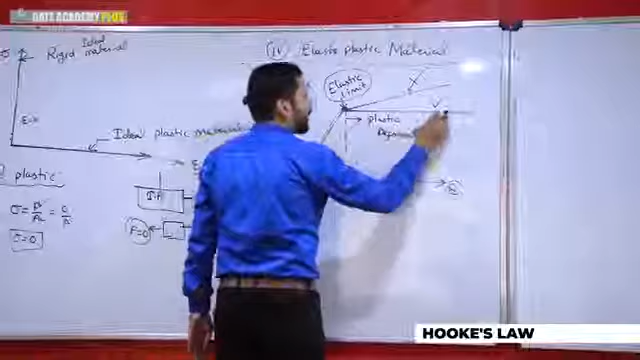 GATE ACADEMY PLUS
σ
Rigid Ideal material
E=∞
Ideal plastic material
plastic
σ = P/A = 0/A
σ=0
I.P
F=0
(iv) Elasto plastic Material
Elastic Limit
X
plastic
HOOKE'S LAW